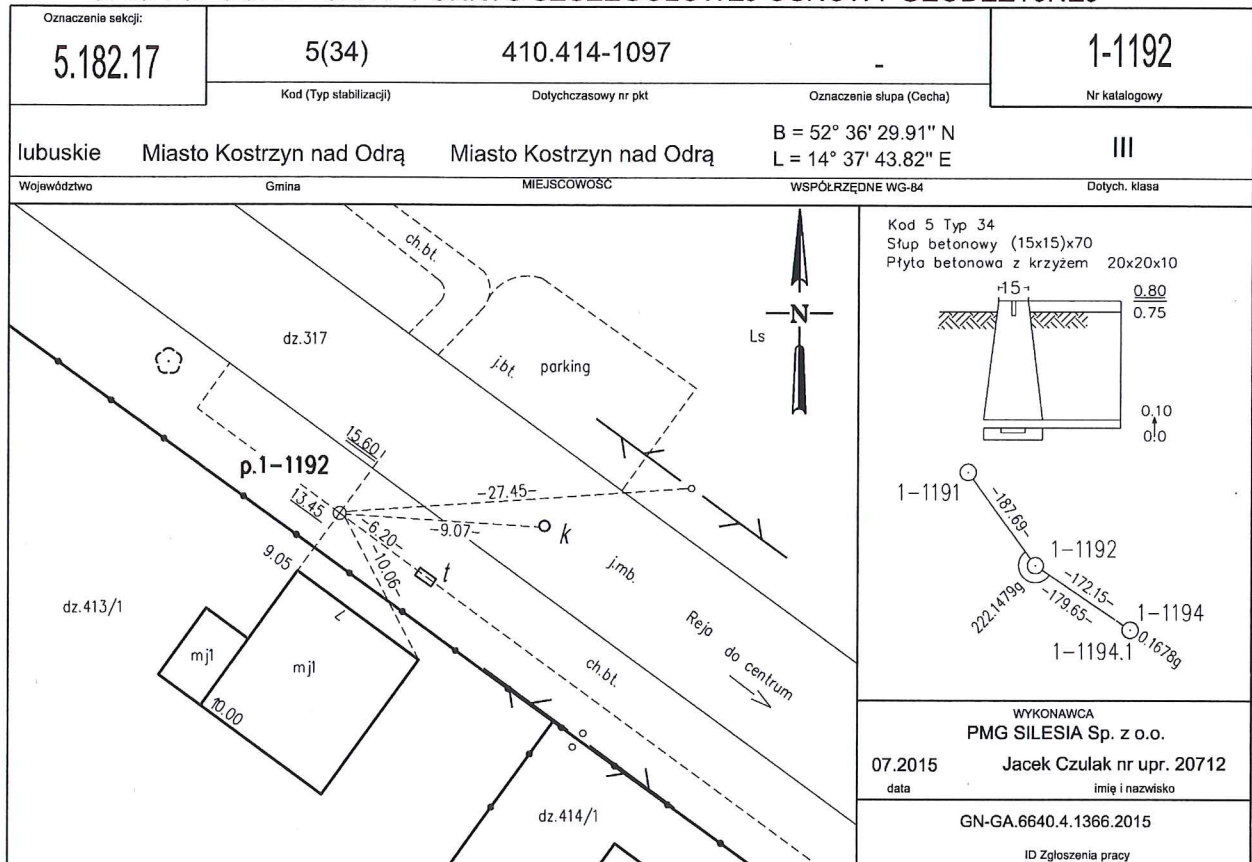 Oznaczenie sekcji:
5.182.17
5(34)
Kod (Typ stabilizacji)
410.414-1097
Dotychczasowy nr pkt
-
Oznaczenie słupa (Cecha)
1-1192
Nr katalogowy
lubuskie
Województwo
Miasto Kostrzyn nad Odrą
Gmina
Miasto Kostrzyn nad Odrą
MIEJSCOWOŚĆ
B = 52° 36' 29.91" N
L = 14° 37' 43.82" E
WSPÓŁRZĘDNE WG-84
III
Dotych. klasa
ch.bt.
dz.317
j.bt.
parking
N
Ls
15.60
p.1-1192
13.45
-27.45-
-9.07-
k
-6.20-
10.06
t
9.05
j.mb.
dz.413/1
L
mj1
mj1
10.00
Reja
do centrum
ch.bt.
dz.414/1
Kod 5 Typ 34
Słup betonowy (15x15)x70
Płyta betonowa z krzyżem 20x20x10
15
0.80
0.75
0.10
0.0
1-1191
-187.69-
1-1192
-172.15-
-179.65-
222.1479g
1-1194
0.1678g
1-1194.1
WYKONAWCA
PMG SILESIA Sp. z o.o.
07.2015
data
Jacek Czulak nr upr. 20712
imię i nazwisko
GN-GA.6640.4.1366.2015
ID Zgłoszenia pracy